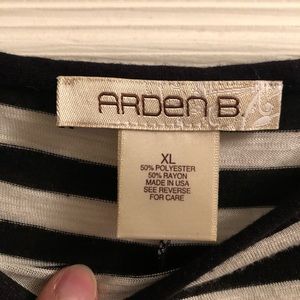 ARDEN B.
XL
50% POLYESTER
50% RAYON
MADE IN USA
SEE REVERSE
FOR CARE